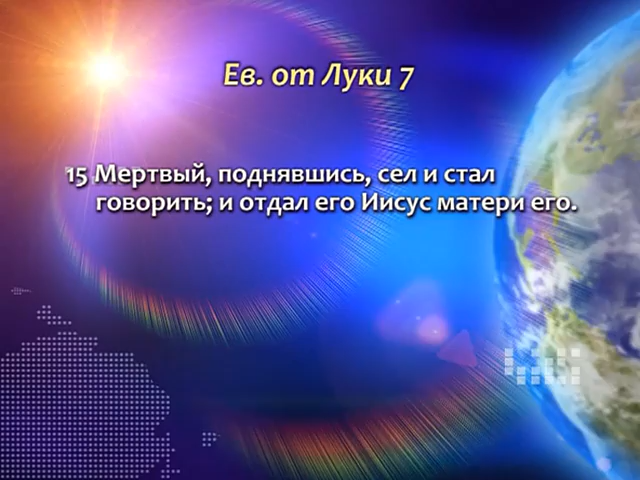 Ев. от Луки 7
15 Мертвый, поднявшись, сел и стал
говорить; и отдал его Иисус матери его.